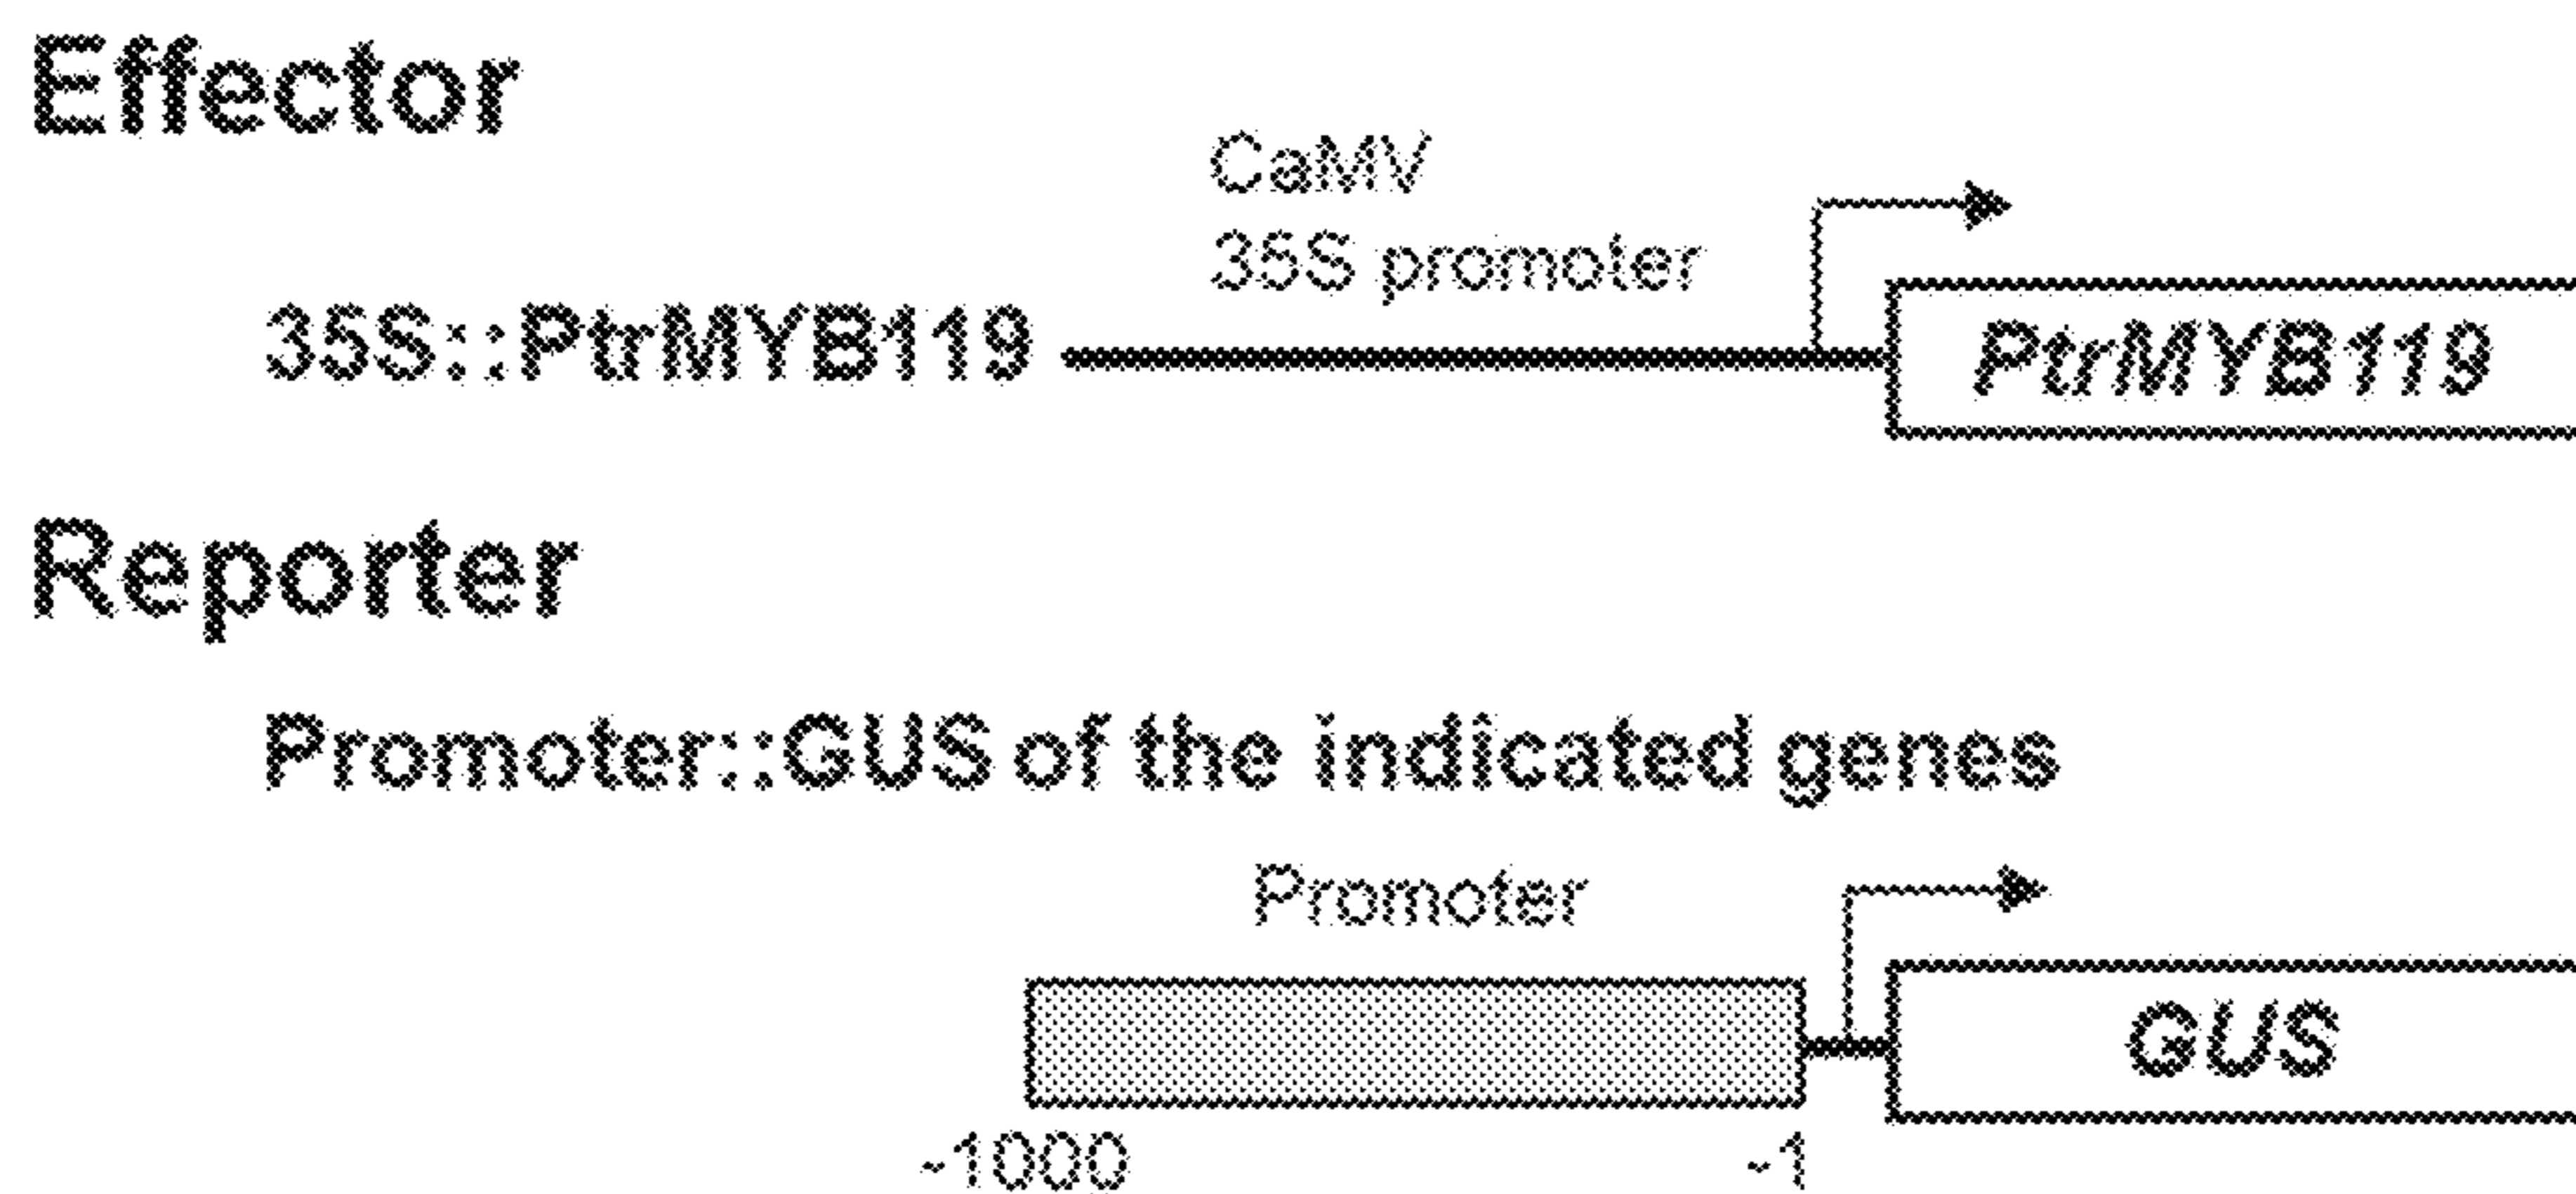 Effector
CaMV
35S promoter
35S::PtrMYB119
PtrMYB119
Reporter
Promoter::GUS of the indicated genes
Promoter
GUS
-1000
-1